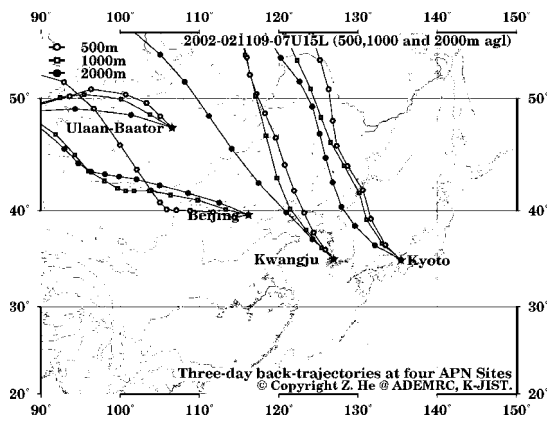 90° 100° 110° 120° 130° 140° 150°
2002-021109-07U15L (500,1000 and 2000m agl)
500m
1000m
2000m
50° 50°
Ulaan-Baator
40° 40°
Beijing
Kwangju Kyoto
30° 30°
Three-day back-trajectories at four APN Sites
© Copyright Z. He @ ADEMRC, K-JIST.
20° 20°
90° 100° 110° 120° 130° 140° 150°